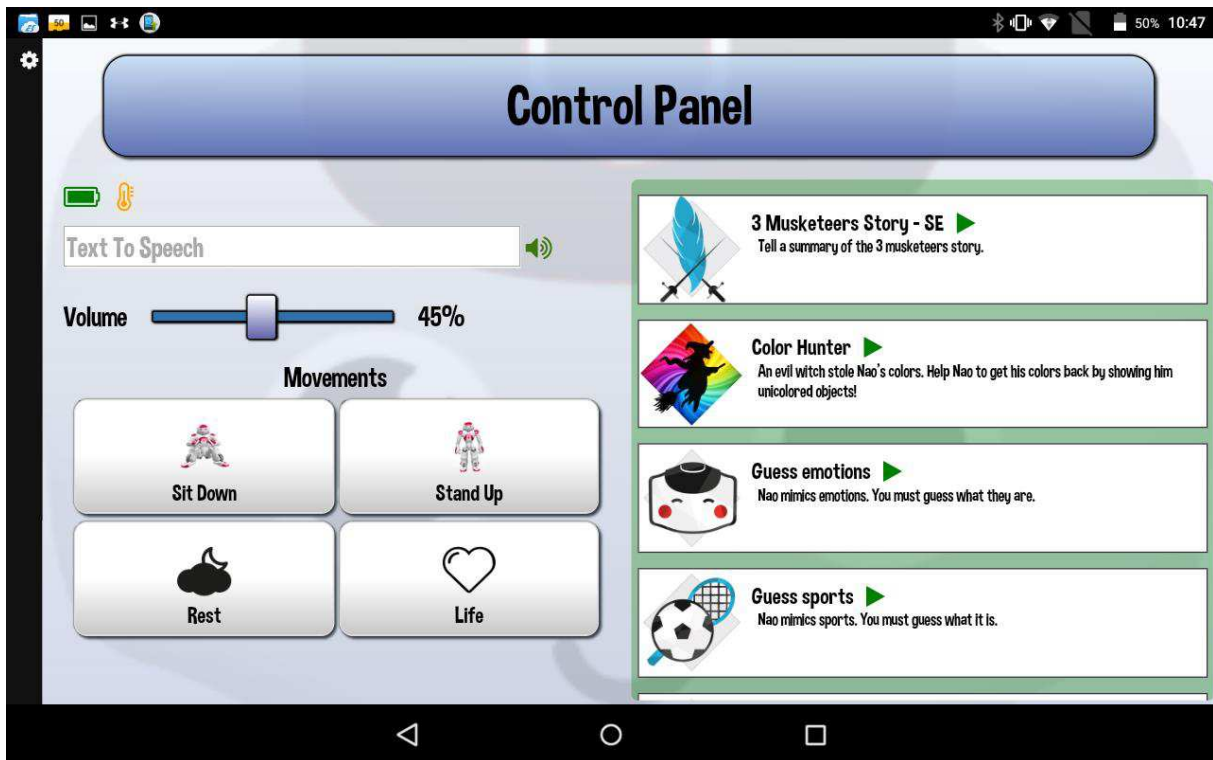 50
50% 10:47
Control Panel
Text To Speech
Volume 45%
Movements
Sit Down
Stand Up
Rest
Life
3 Musketeers Story - SE
Tell a summary of the 3 musketeers story.
Color Hunter
An evil witch stole Nao's colors. Help Nao to get his colors back by showing him
unicolored objects!
Guess emotions
Nao mimics emotions. You must guess what they are.
Guess sports
Nao mimics sports. You must guess what it is.